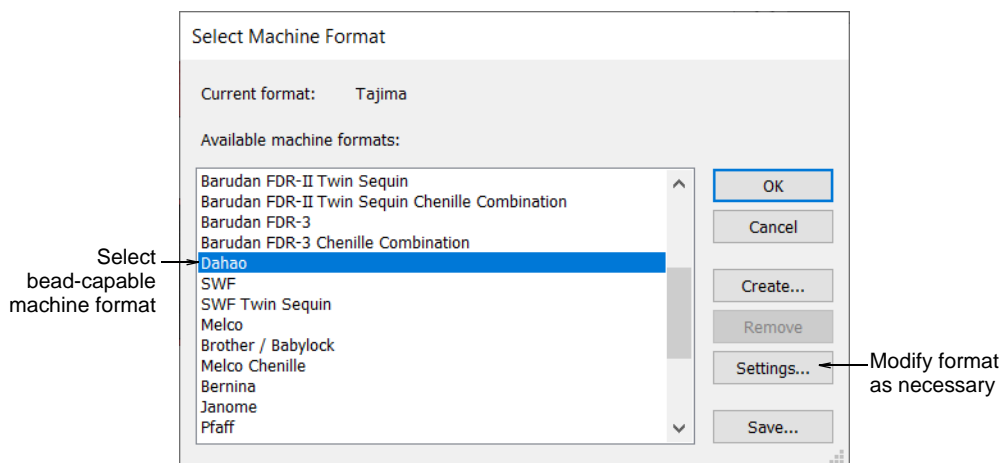 Select Machine Format
Current format: Tajima
Available machine formats:
Barudan FDR-II Twin Sequin
Barudan FDR-II Twin Sequin Chenille Combination
Barudan FDR-3
Barudan FDR-3 Chenille Combination
Dahao
SWF
SWF Twin Sequin
Melco
Brother / Babylock
Melco Chenille
Bernina
Janome
Pfaff
OK
Cancel
Create...
Remove
Settings...
Save...
Select
bead-capable
machine format
Modify format
as necessary